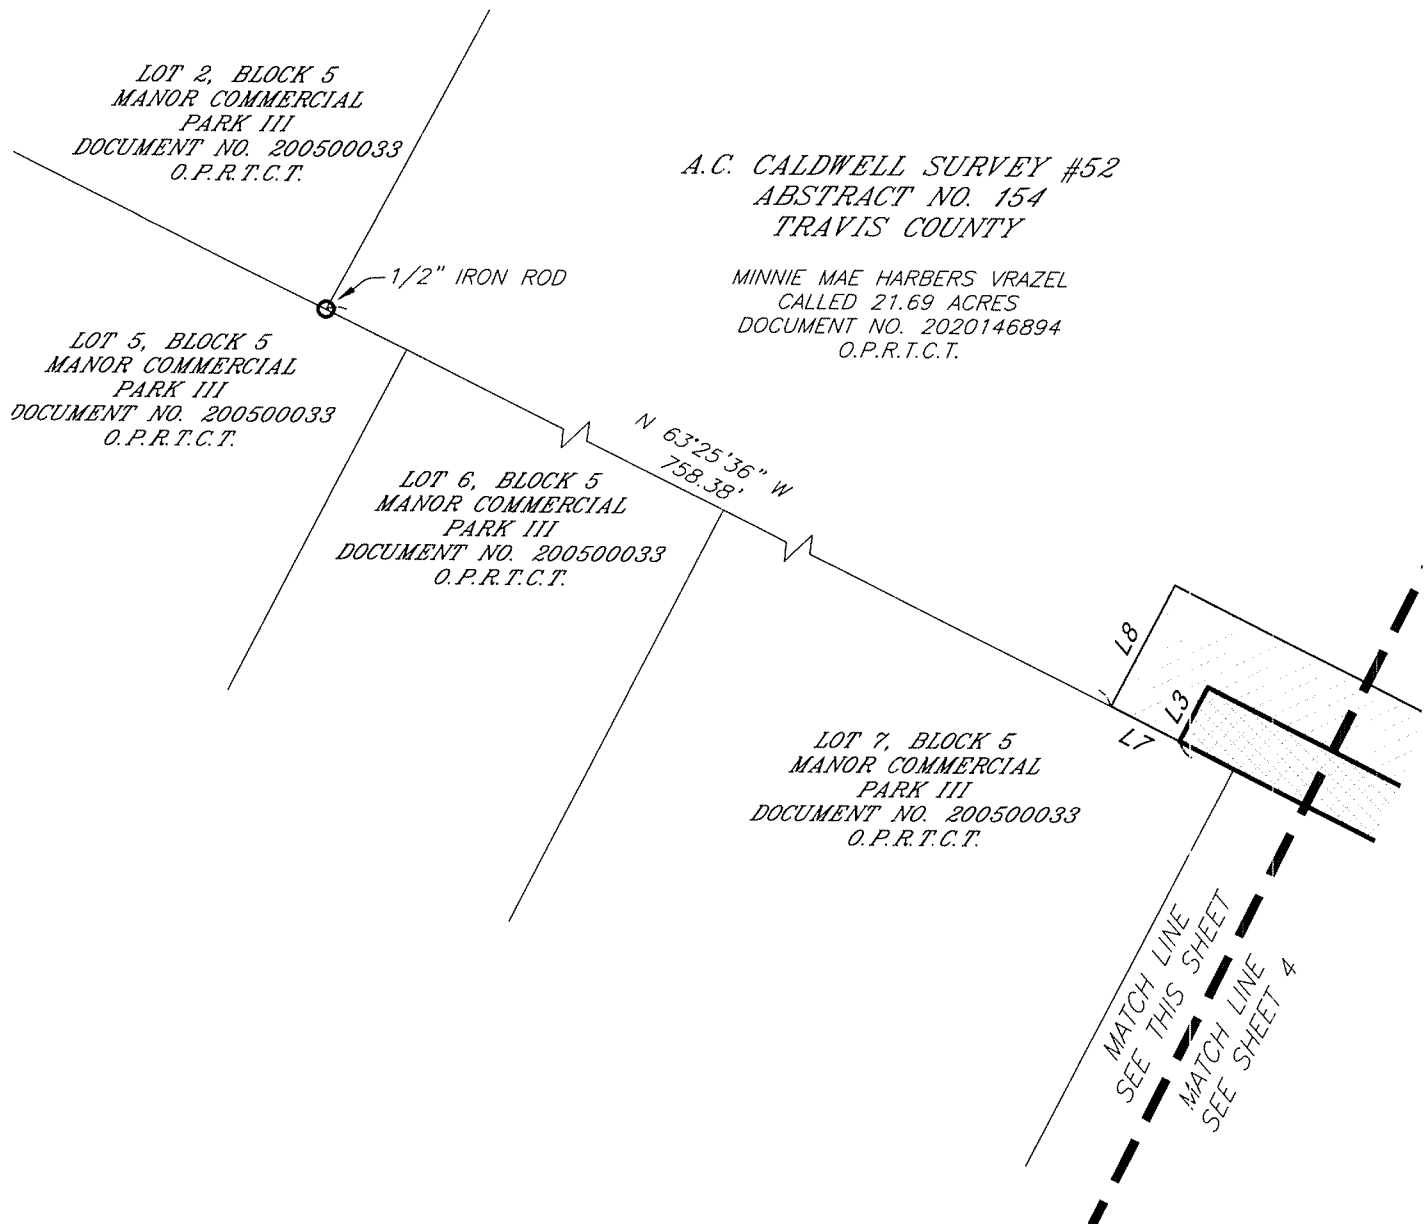 LOT 2, BLOCK 5
MANOR COMMERCIAL
PARK III
DOCUMENT NO. 200500033
O.P.R.T.C.T.
A.C. CALDWELL SURVEY #52
ABSTRACT NO. 154
TRAVIS COUNTY
1/2" IRON ROD
MINNIE MAE HARBERS VRAZEL
CALLED 21.69 ACRES
DOCUMENT NO. 2020146894
O.P.R.T.C.T.
LOT 5, BLOCK 5
MANOR COMMERCIAL
PARK III
DOCUMENT NO. 200500033
O.P.R.T.C.T.
N 63°25'36" W
758.38'
LOT 6, BLOCK 5
MANOR COMMERCIAL
PARK III
DOCUMENT NO. 200500033
O.P.R.T.C.T.
L8
L3
L7
LOT 7, BLOCK 5
MANOR COMMERCIAL
PARK III
DOCUMENT NO. 200500033
O.P.R.T.C.T.
MATCH LINE
SEE THIS SHEET
MATCH LINE
SEE SHEET 4